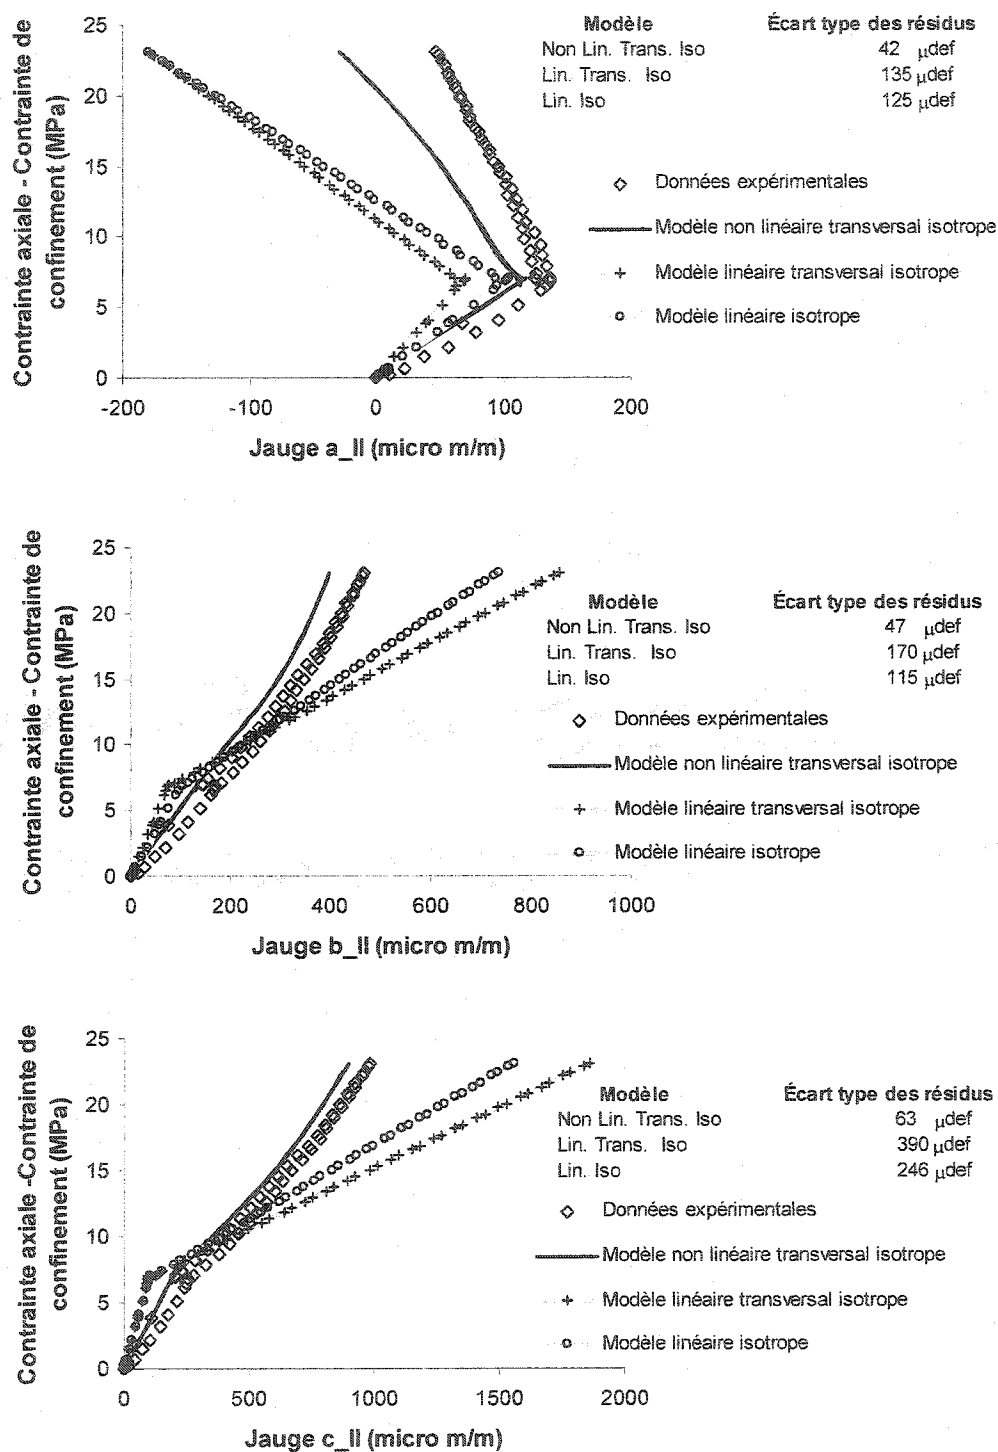 Modèle Écart type des résidus
Non Lin. Trans. Iso 42 μdef
Lin. Trans. Iso 135 μdef
Lin. Iso 125 μdef
Contrainte axiale - Contrainte de
confinement (MPa)
25
20
15
10
5
0
-200 -100 0 100 200
Jauge a_II (micro m/m)
Données expérimentales
Modèle non linéaire transversal isotrope
Modèle linéaire transversal isotrope
Modèle linéaire isotrope
Contrainte axiale - Contrainte de
confinement (MPa)
25
20
15
10
5
0
0 200 400 600 800 1000
Jauge b_II (micro m/m)
Modèle Écart type des résidus
Non Lin. Trans. Iso 47 μdef
Lin. Trans. Iso 170 μdef
Lin. Iso 115 μdef
Données expérimentales
Modèle non linéaire transversal isotrope
Modèle linéaire transversal isotrope
Modèle linéaire isotrope
Contrainte axiale -Contrainte de
confinement (MPa)
25
20
15
10
5
0
0 500 1000 1500 2000
Jauge c_II (micro m/m)
Modèle Écart type des résidus
Non Lin. Trans. Iso 63 μdef
Lin. Trans. Iso 390 μdef
Lin. Iso 246 μdef
Données expérimentales
Modèle non linéaire transversal isotrope
Modèle linéaire transversal isotrope
Modèle linéaire isotrope